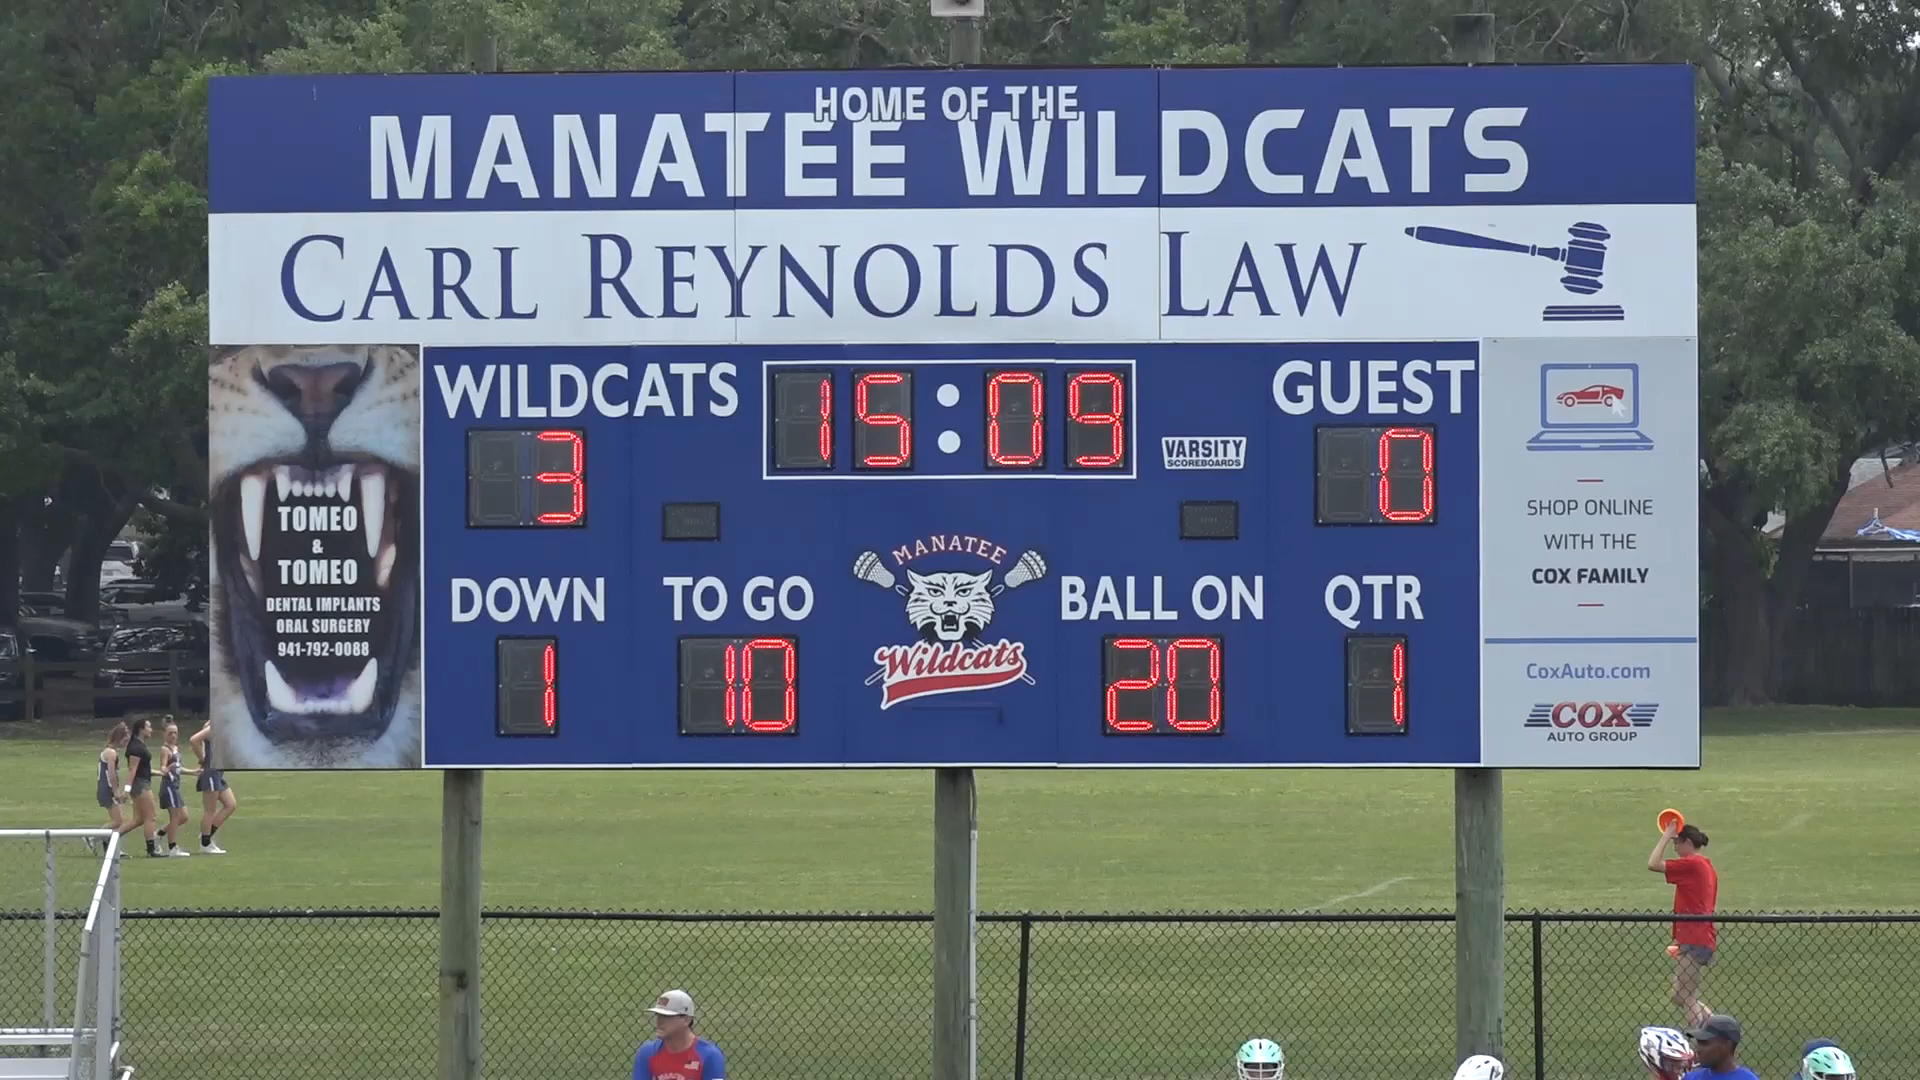 HOME OF THE
MANATEE WILDCATS
CARL REYNOLDS LAW
WILDCATS
15:09
GUEST
3
VARSITY
SCOREBOARDS
0
TOMEO
&
TOMEO
DENTAL IMPLANTS
ORAL SURGERY
941-792-0088
DOWN
TO GO
MANATEE
Wildcats
BALL ON
QTR
1
10
20
1
SHOP ONLINE
WITH THE
COX FAMILY
CoxAuto.com
COX
AUTO GROUP